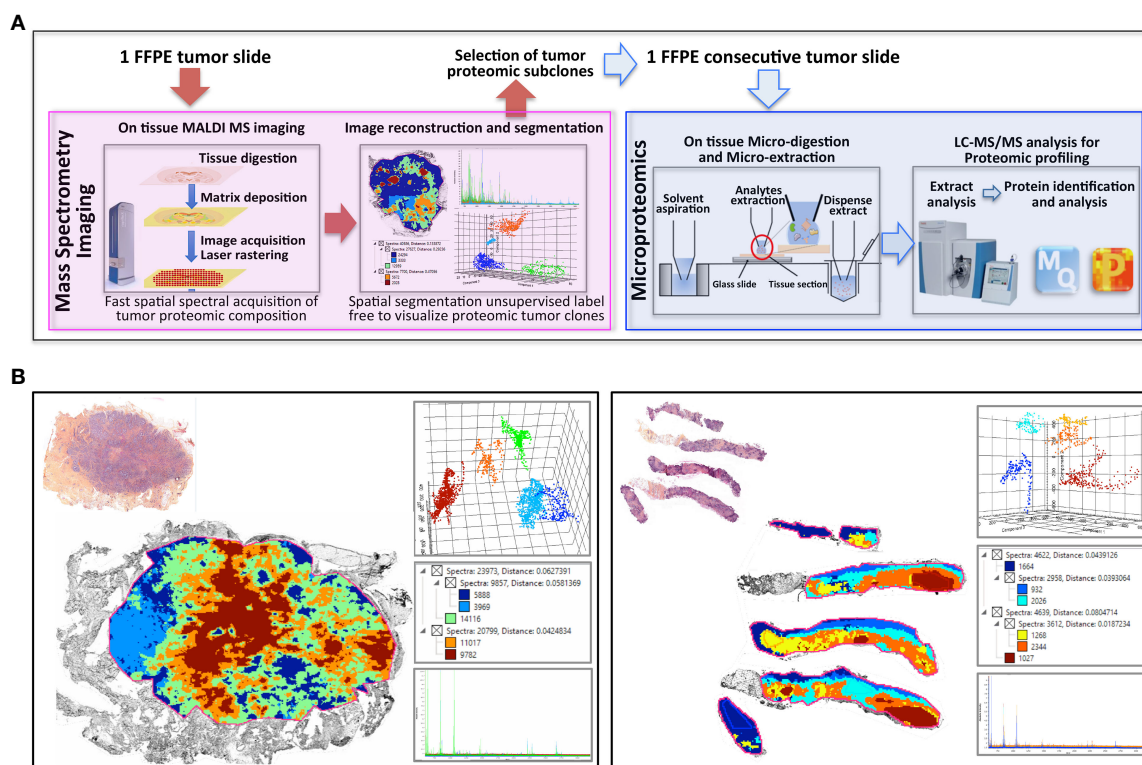 A
1 FFPE tumor slide
Selection of tumor
proteomic subclones
1 FFPE consecutive tumor slide
Mass Spectrometry
Imaging
On tissue MALDI MS imaging
Tissue digestion
Matrix deposition
Image acquisition
Laser rastering
Fast spatial spectral acquisition of
tumor proteomic composition
Image reconstruction and segmentation
Spatial segmentation unsupervised label
free to visualize proteomic tumor clones
Microproteomics
On tissue Micro-digestion
and Micro-extraction
Solvent
aspiration
Analytes
extraction
Dispense
extract
Glass slide
Tissue section
LC-MS/MS analysis for
Proteomic profiling
Extract
analysis
Protein identification
and analysis
MQ
P
B
Spectra: 23973, Distance: 0.0627391
Spectra: 9857, Distance: 0.0581369
5888
3969
14116
Spectra: 20799, Distance: 0.0424834
11017
9782
Spectra: 4622, Distance: 0.0439126
1664
Spectra: 2958, Distance: 0.0393064
932
2026
Spectra: 4639, Distance: 0.0804714
Spectra: 3612, Distance: 0.0187234
1268
2344
1027